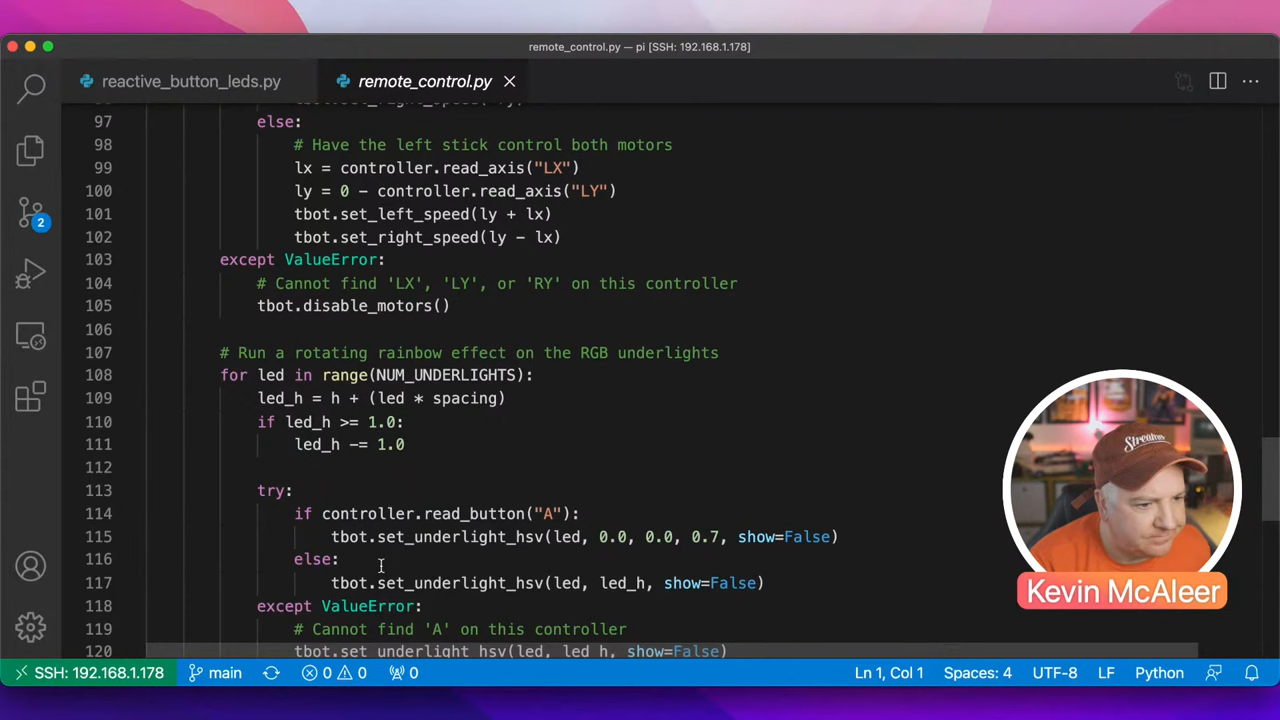 remote_control.py — pi [SSH: 192.168.1.178]
reactive_button_leds.py
remote_control.py
97 else:
98 # Have the left stick control both motors
99 lx = controller.read_axis("LX")
100 ly = 0 - controller.read_axis("LY")
101 tbot.set_left_speed(ly + lx)
102 tbot.set_right_speed(ly - lx)
103 except ValueError:
104 # Cannot find 'LX', 'LY', or 'RY' on this controller
105 tbot.disable_motors()
106
107 # Run a rotating rainbow effect on the RGB underlights
108 for led in range(NUM_UNDERLIGHTS):
109 led_h = h + (led * spacing)
110 if led_h >= 1.0:
111 led_h -= 1.0
112
113 try:
114 if controller.read_button("A"):
115 tbot.set_underlight_hsv(led, 0.0, 0.0, 0.7, show=False)
116 else:
117 tbot.set_underlight_hsv(led, led_h, show=False)
118 except ValueError:
119 # Cannot find 'A' on this controller
120 tbot.set_underlight_hsv(led, led_h, show=False)
2
Streamer
Kevin McAleer
SSH: 192.168.1.178 main 0 0 0 Ln 1, Col 1 Spaces: 4 UTF-8 LF Python